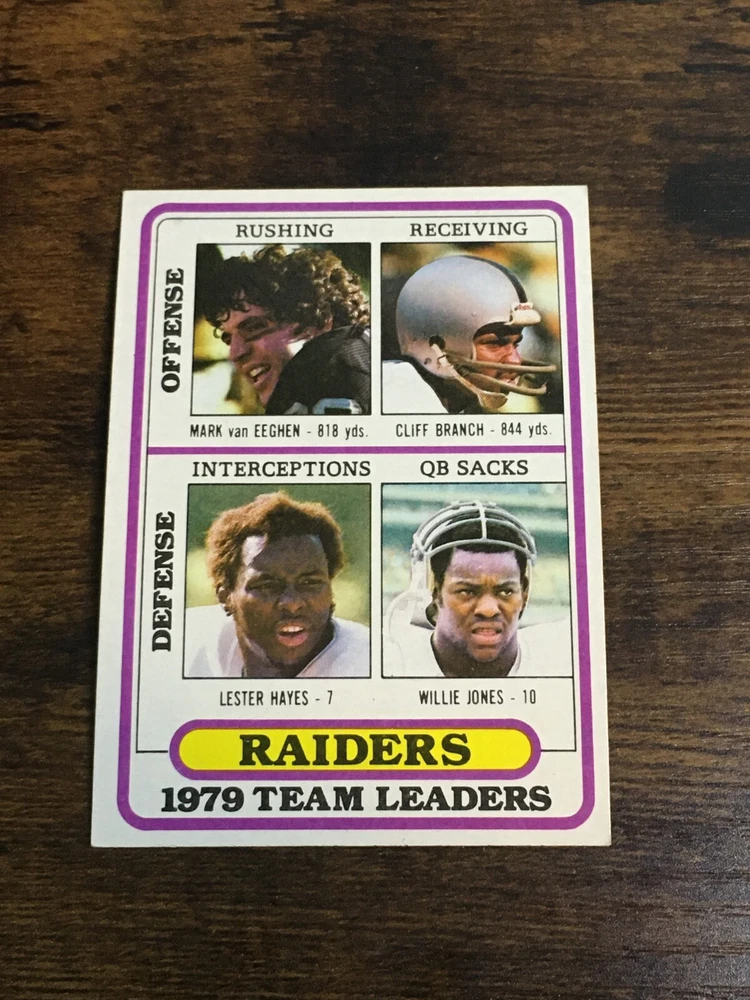 RUSHING
RECEIVING
OFFENSE
MARK van EEGHEN - 818 yds.
CLIFF BRANCH - 844 yds.
INTERCEPTIONS
QB SACKS
DEFENSE
LESTER HAYES - 7
WILLIE JONES - 10
RAIDERS
1979 TEAM LEADERS